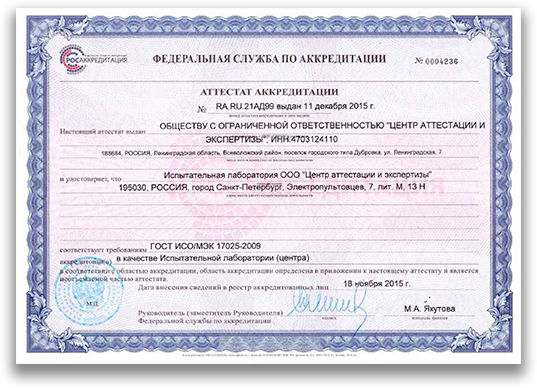 РОСАККРЕДИТАЦИЯ
ФЕДЕРАЛЬНАЯ СЛУЖБА ПО АККРЕДИТАЦИИ
№ 0004236
АТТЕСТАТ АККРЕДИТАЦИИ
№ RA.RU.21АД99 выдан 11 декабря 2015 г.
Настоящий аттестат выдан ОБЩЕСТВУ С ОГРАНИЧЕННОЙ ОТВЕТСТВЕННОСТЬЮ "ЦЕНТР АТТЕСТАЦИИ И
ЭКСПЕРТИЗЫ", ИНН:4703124110
188684, РОССИЯ, Ленинградская область, Всеволожский район, поселок городского типа Дубровка, ул. Ленинградская, 7
и удостоверяет, что Испытательная лаборатория ООО "Центр аттестации и экспертизы"
195030, РОССИЯ, город Санкт-Петербург, Электропультовцев, 7, лит. М, 13 Н
соответствует требованиям ГОСТ ИСО/МЭК 17025-2009
аккредитован(о) в качестве Испытательной лаборатории (центра)
в соответствии с областью аккредитации, область аккредитации определена в приложении к настоящему аттестату и является
неотъемлемой частью аттестата.
Дата внесения сведений в реестр аккредитованных лиц 18 ноября 2015 г.
М.П.
Руководитель (заместитель Руководителя)
Федеральной службы по аккредитации
М.А. Якутова